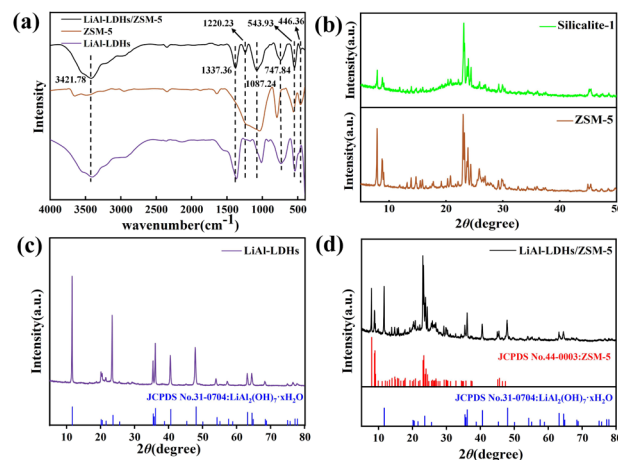 (a)
LiAl-LDHs/ZSM-5
ZSM-5
LiAl-LDHs
1220.23
543.93
446.36
3421.78
1337.36
747.84
1087.24
Intensity
4000 3500 3000 2500 2000 1500 1000 500
wavenumber(cm-1)
(b)
Silicalite-1
Intensity(a.u.)
ZSM-5
Intensity(a.u.)
10 20 30 40 50
2θ(degree)
(c)
LiAl-LDHs
Intensity(a.u.)
JCPDS No.31-0704:LiAl2(OH)7·xH2O
10 20 30 40 50 60 70 80
2θ(degree)
(d)
LiAl-LDHs/ZSM-5
Intensity(a.u.)
JCPDS No.44-0003:ZSM-5
JCPDS No.31-0704:LiAl2(OH)7·xH2O
10 20 30 40 50 60 70 80
2θ(degree)